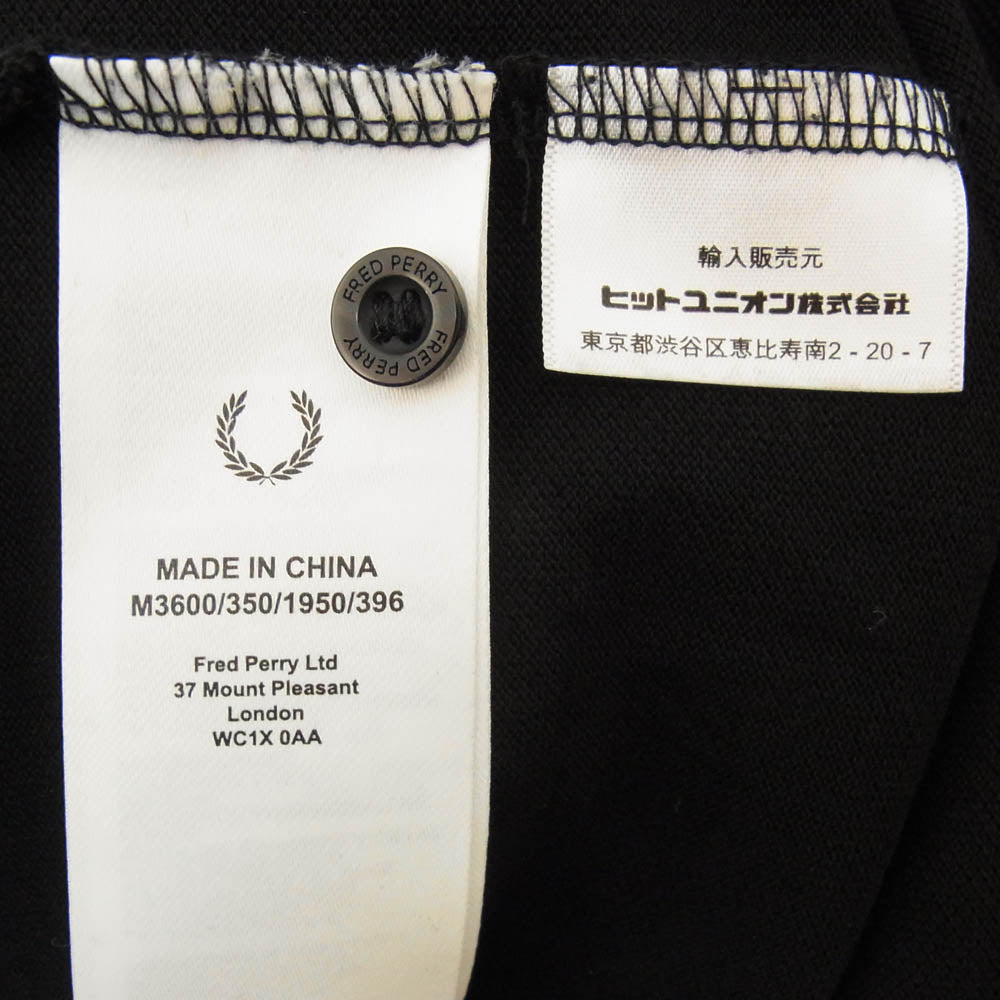 FRED PERRY
FRED PERRY
MADE IN CHINA
M3600/350/1950/396
Fred Perry Ltd
37 Mount Pleasant
London
WC1X 0AA
輸入販売元
ヒットユニオン株式会社
東京都渋谷区恵比寿南2-20-7